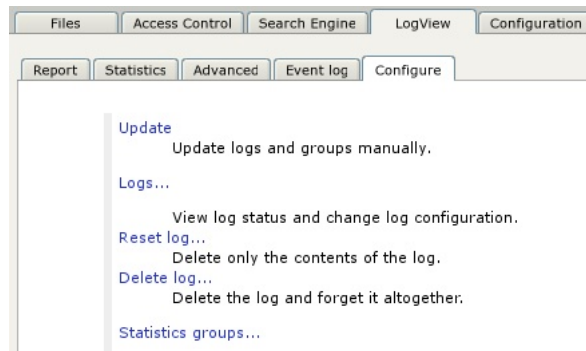 Files Access Control Search Engine LogView Configuration
Report Statistics Advanced Event log Configure
Update
Update logs and groups manually.
Logs...
View log status and change log configuration.
Reset log...
Delete only the contents of the log.
Delete log...
Delete the log and forget it altogether.
Statistics groups...